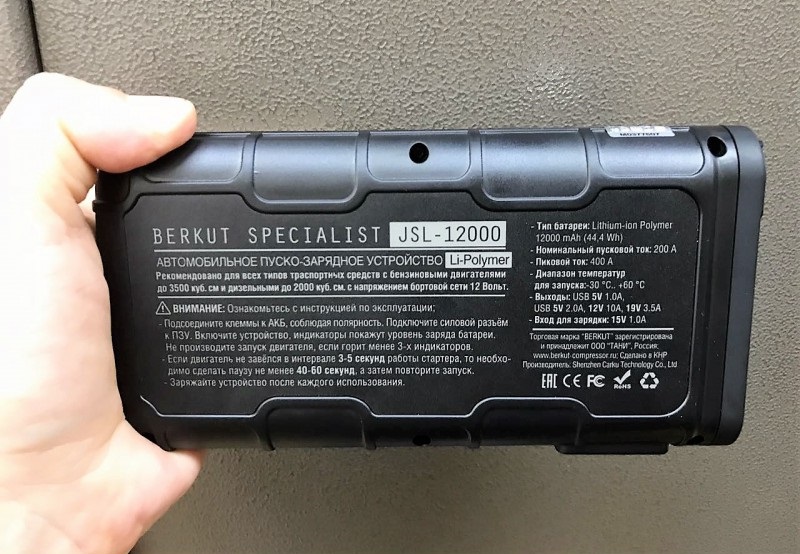 BERKUT SPECIALIST JSL-12000
АВТОМОБИЛЬНОЕ ПУСКО-ЗАРЯДНОЕ УСТРОЙСТВО Li-Polymer
Рекомендовано для всех типов траспортных средств с бензиновыми двигателями
до 3500 куб. см и дизельными до 2000 куб. см. с напряжением бортовой сети 12 Вольт.
ВНИМАНИЕ: Ознакомьтесь с инструкцией по эксплуатации;
- Подсоедините клеммы к АКБ, соблюдая полярность. Подключите силовой разъём
к ПЗУ. Включите устройство, индикаторы покажут уровень заряда батареи.
Не производите запуск двигателя, если горит менее 3-х индикаторов.
- Если двигатель не завёлся в интервале 3-5 секунд работы стартера, то необхо-
димо сделать паузу не менее 40-60 секунд, а затем повторите запуск.
- Заряжайте устройство после каждого использования.
- Тип батареи: Lithium-ion Polymer
12000 mAh (44,4 Wh)
- Номинальный пусковой ток: 200 А
- Пиковой ток: 400 А
- Диапазон температур
для запуска:-30 °C.. +60 °C
- Выходы: USB 5V 1.0A,
USB 5V 2.0A, 12V 10A, 19V 3.5A
- Вход для зарядки: 15V 1.0A
Торговая марка "BERKUT" зарегистрирована
и принадлежит ООО "ТАНИ", Россия;
www.berkut-compressor.ru; Сделано в КНР
Производитель: Shenzhen Carku Technology Co., Ltd
EAC CE FC RoHS